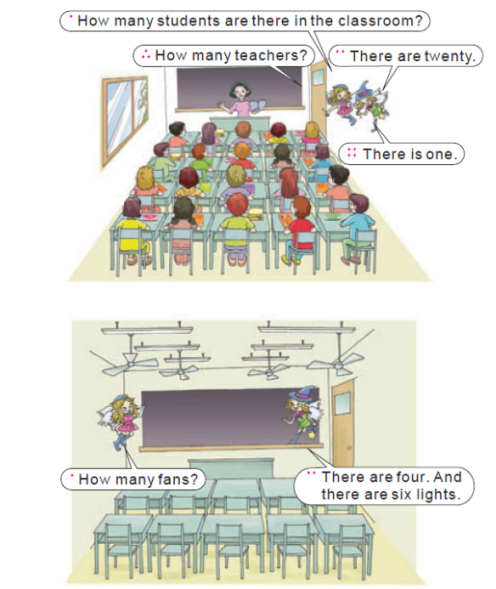 How many students are there in the classroom?
How many teachers?
There are twenty.
There is one.
How many fans?
There are four. And
there are six lights.